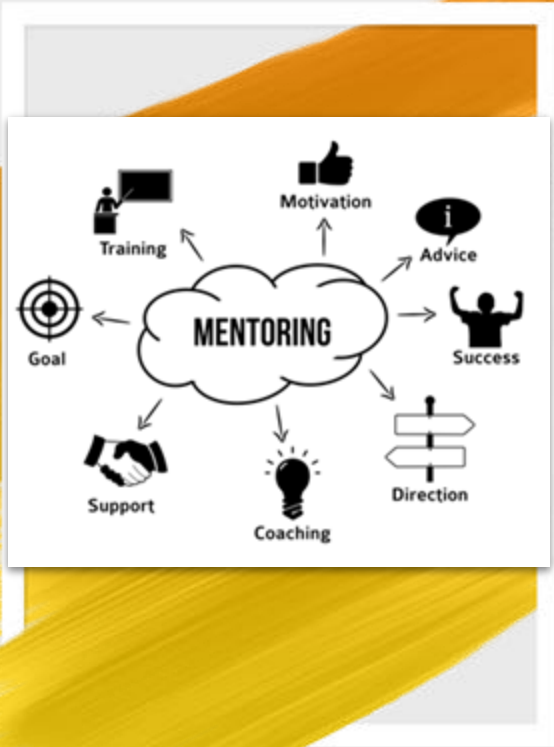 Motivation
Training
i
Advice
MENTORING
Goal
Success
Support
Direction
Coaching